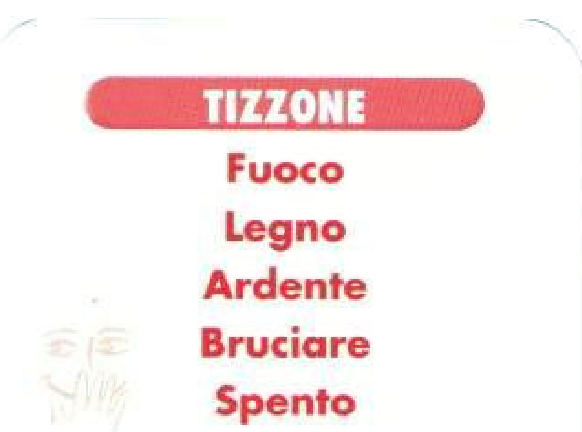 TIZZONE
Fuoco
Legno
Ardente
Bruciare
Spento